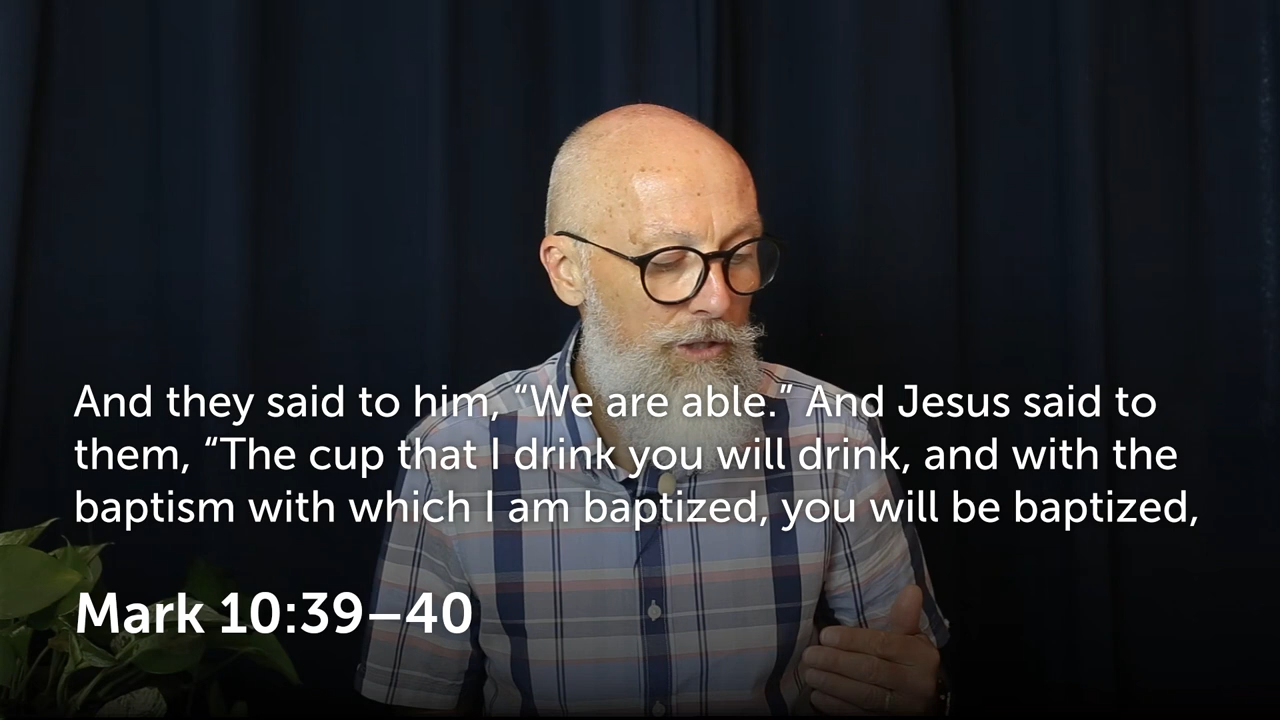 And they said to him, “We are able.” And Jesus said to
them, “The cup that I drink you will drink, and with the
baptism with which I am baptized, you will be baptized,
Mark 10:39–40